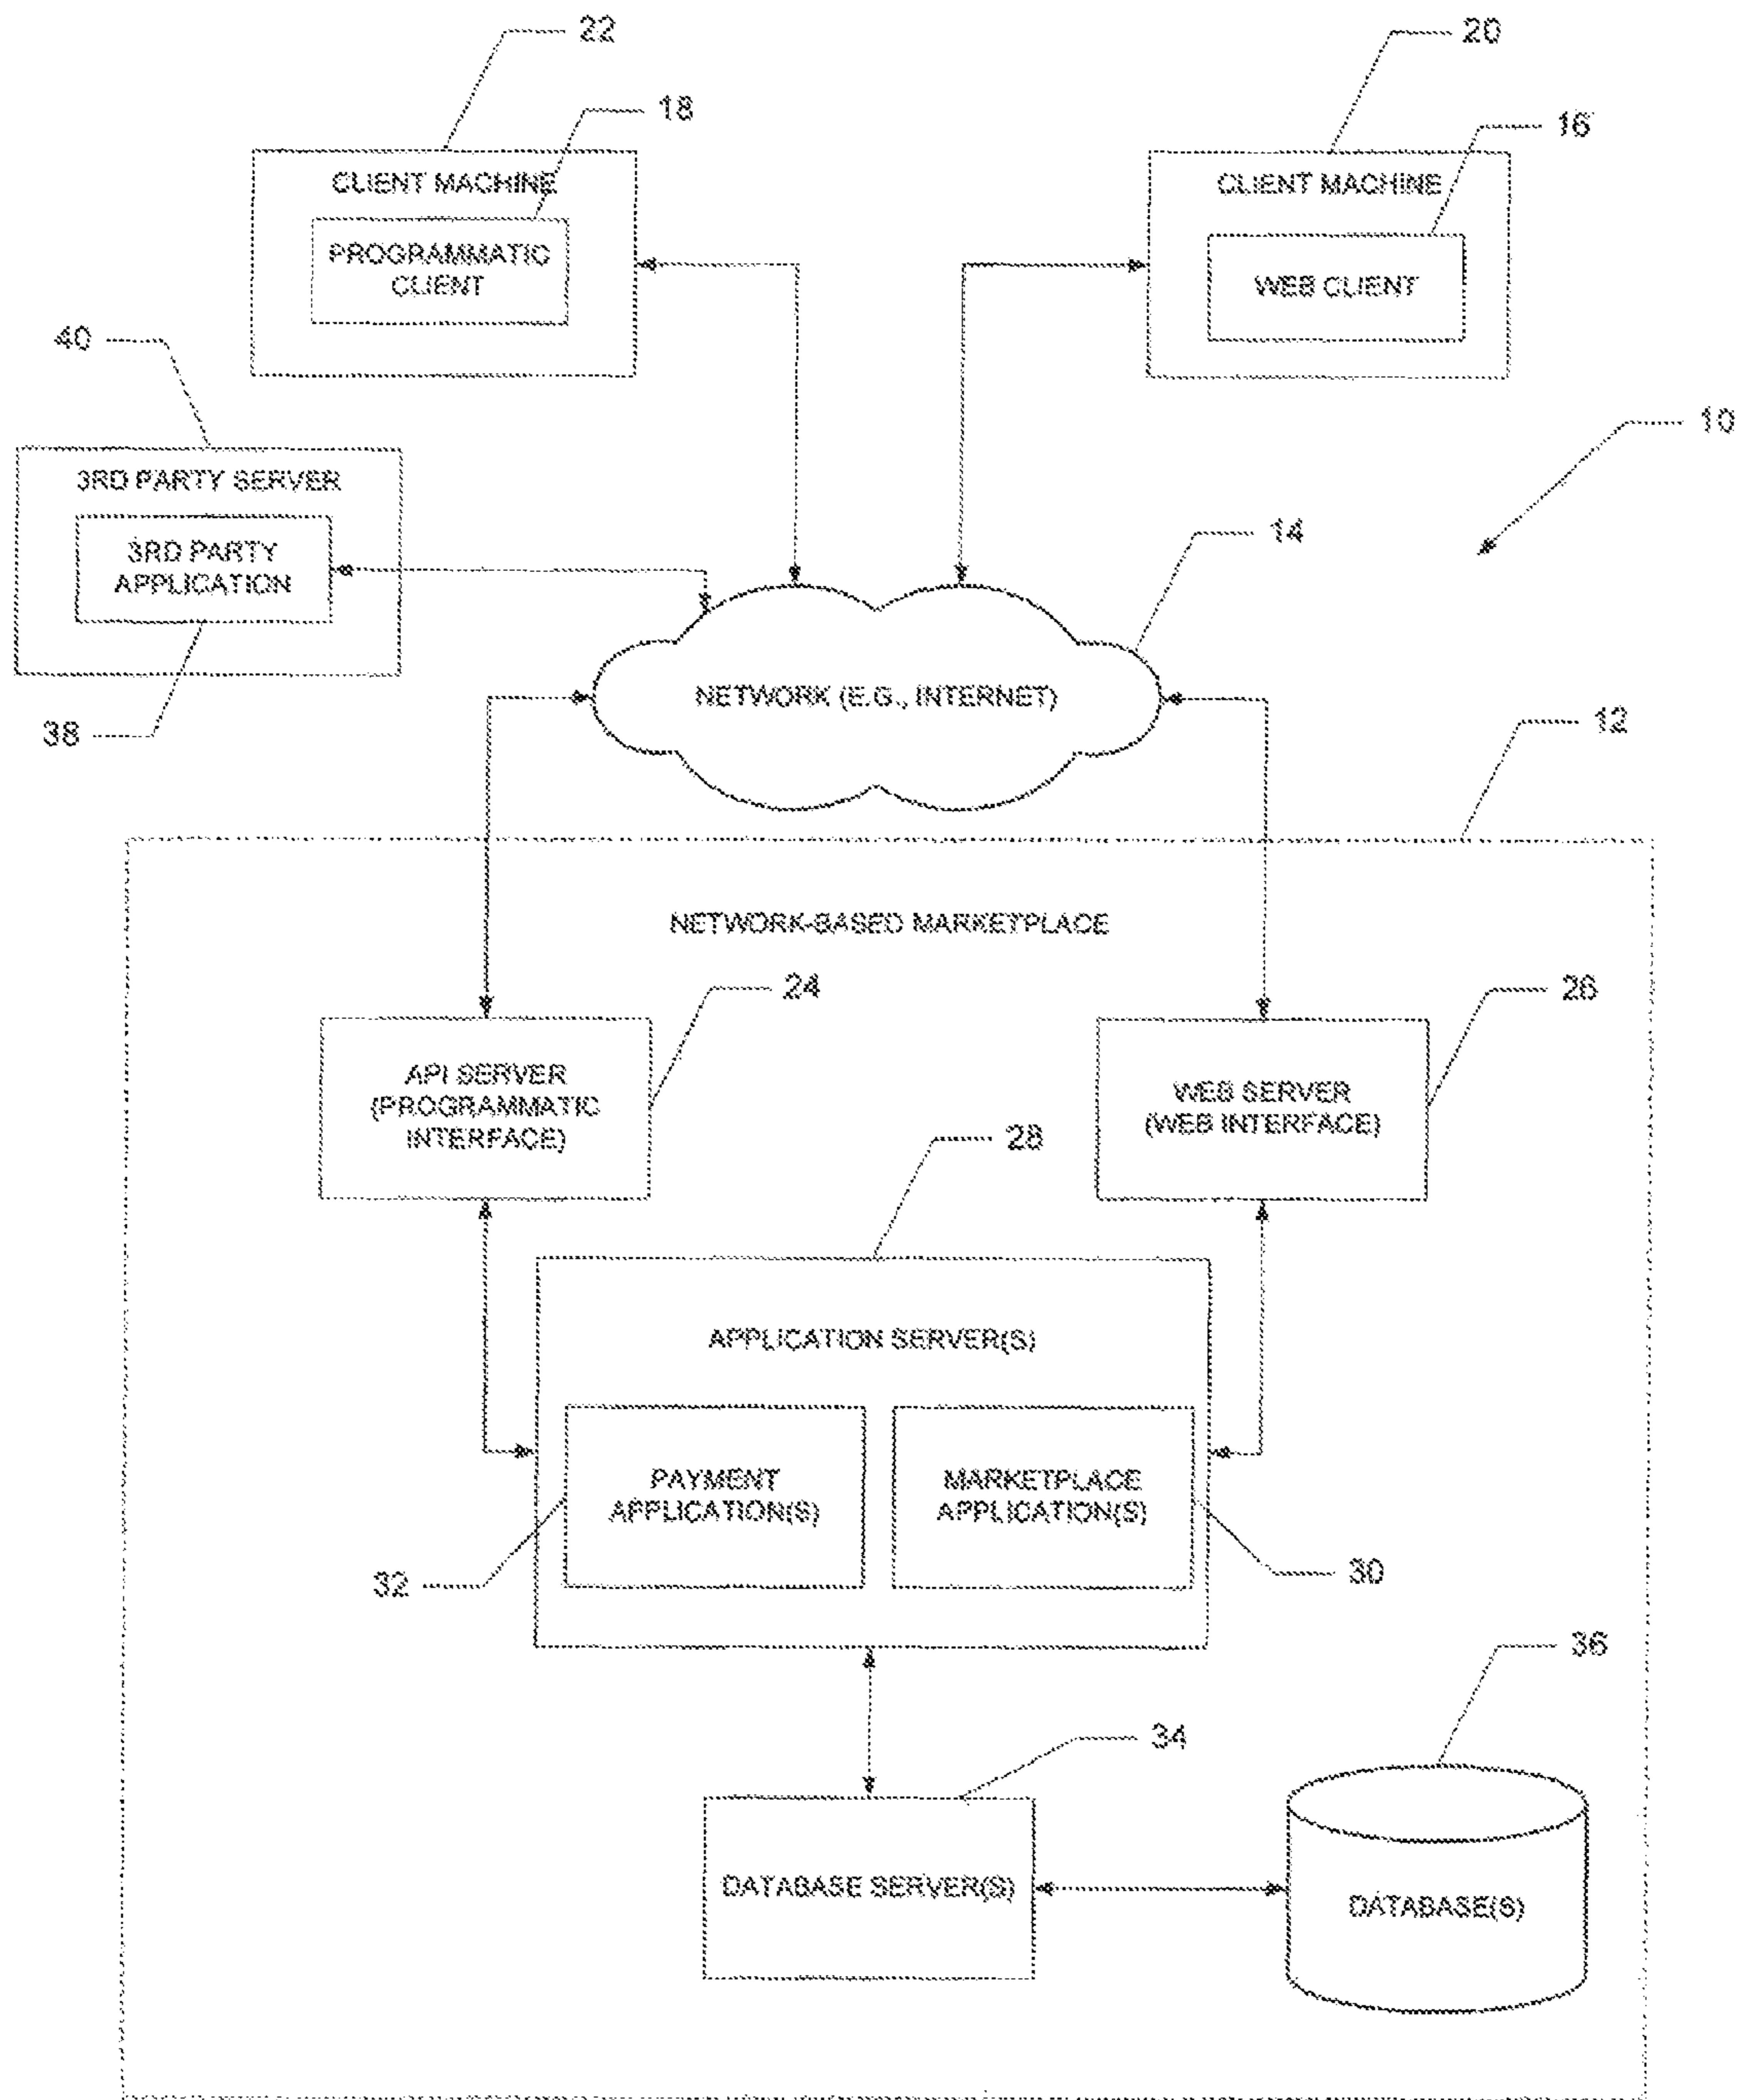 22
20
18
16
CLIENT MACHINE
CLIENT MACHINE
PROGRAMMATIC
CLIENT
WEB CLIENT
40
10
3RD PARTY SERVER
3RD PARTY
APPLICATION
14
38
NETWORK (E.G., INTERNET)
12
NETWORK-BASED MARKETPLACE
24
26
API SERVER
(PROGRAMMATIC
INTERFACE)
WEB SERVER
(WEB INTERFACE)
28
APPLICATION SERVER(S)
PAYMENT
APPLICATION(S)
MARKETPLACE
APPLICATION(S)
32
30
36
34
DATABASE SERVER(S)
DATABASE(S)